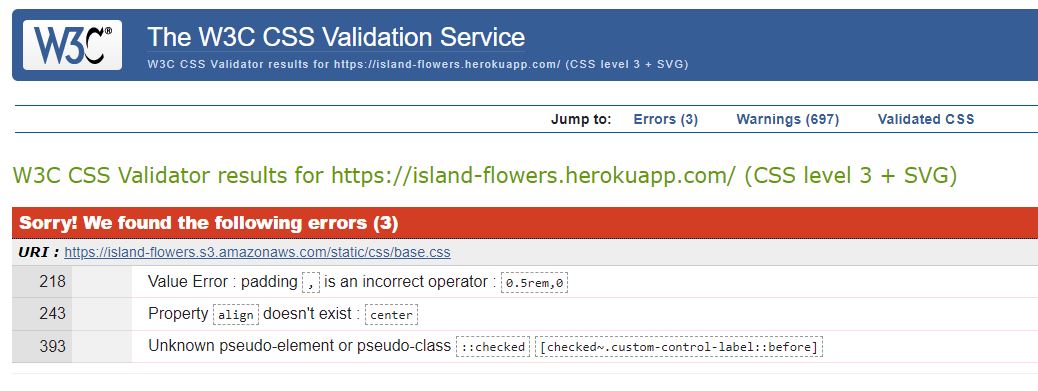 W3C®
The W3C CSS Validation Service
W3C CSS Validator results for https://island-flowers.herokuapp.com/ (CSS level 3 + SVG)
Jump to: Errors (3) Warnings (697) Validated CSS
W3C CSS Validator results for https://island-flowers.herokuapp.com/ (CSS level 3 + SVG)
Sorry! We found the following errors (3)
URI : https://island-flowers.s3.amazonaws.com/static/css/base.css
218 Value Error : padding , is an incorrect operator : 0.5rem,0
243 Property align doesn't exist : center
393 Unknown pseudo-element or pseudo-class ::checked [checked~.custom-control-label::before]